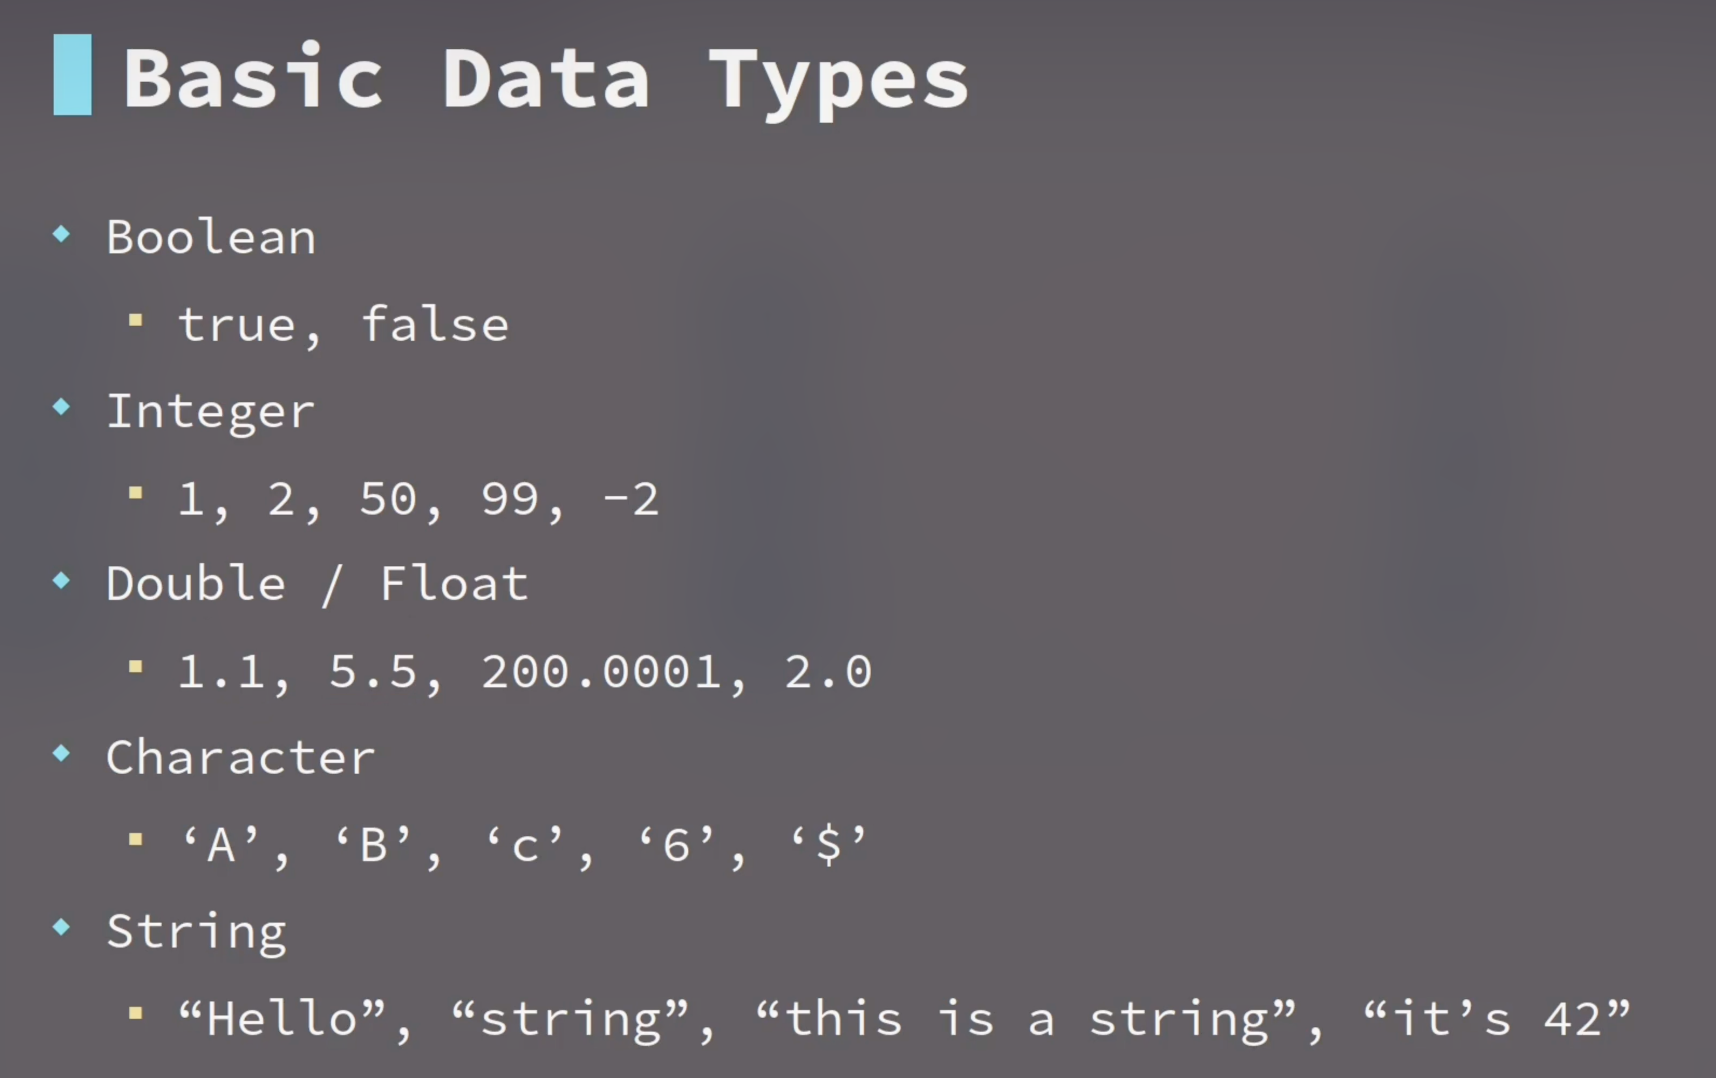 Basic Data Types
Boolean
true, false
Integer
1, 2, 50, 99, -2
Double / Float
1.1, 5.5, 200.0001, 2.0
Character
‘A’, ‘B’, ‘c’, ‘6’, ‘$’
String
“Hello”, “string”, “this is a string”, “it’s 42”